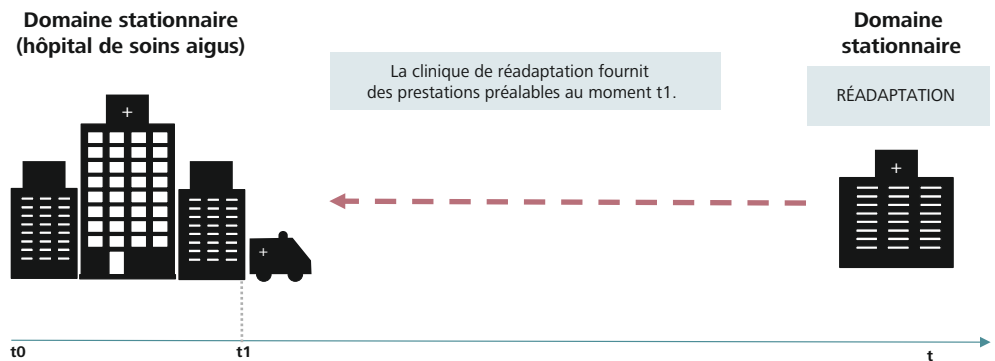 Domaine stationnaire
(hôpital de soins aigus)
La clinique de réadaptation fournit
des prestations préalables au moment t1.
Domaine
stationnaire
RÉADAPTATION
t0
t1
t